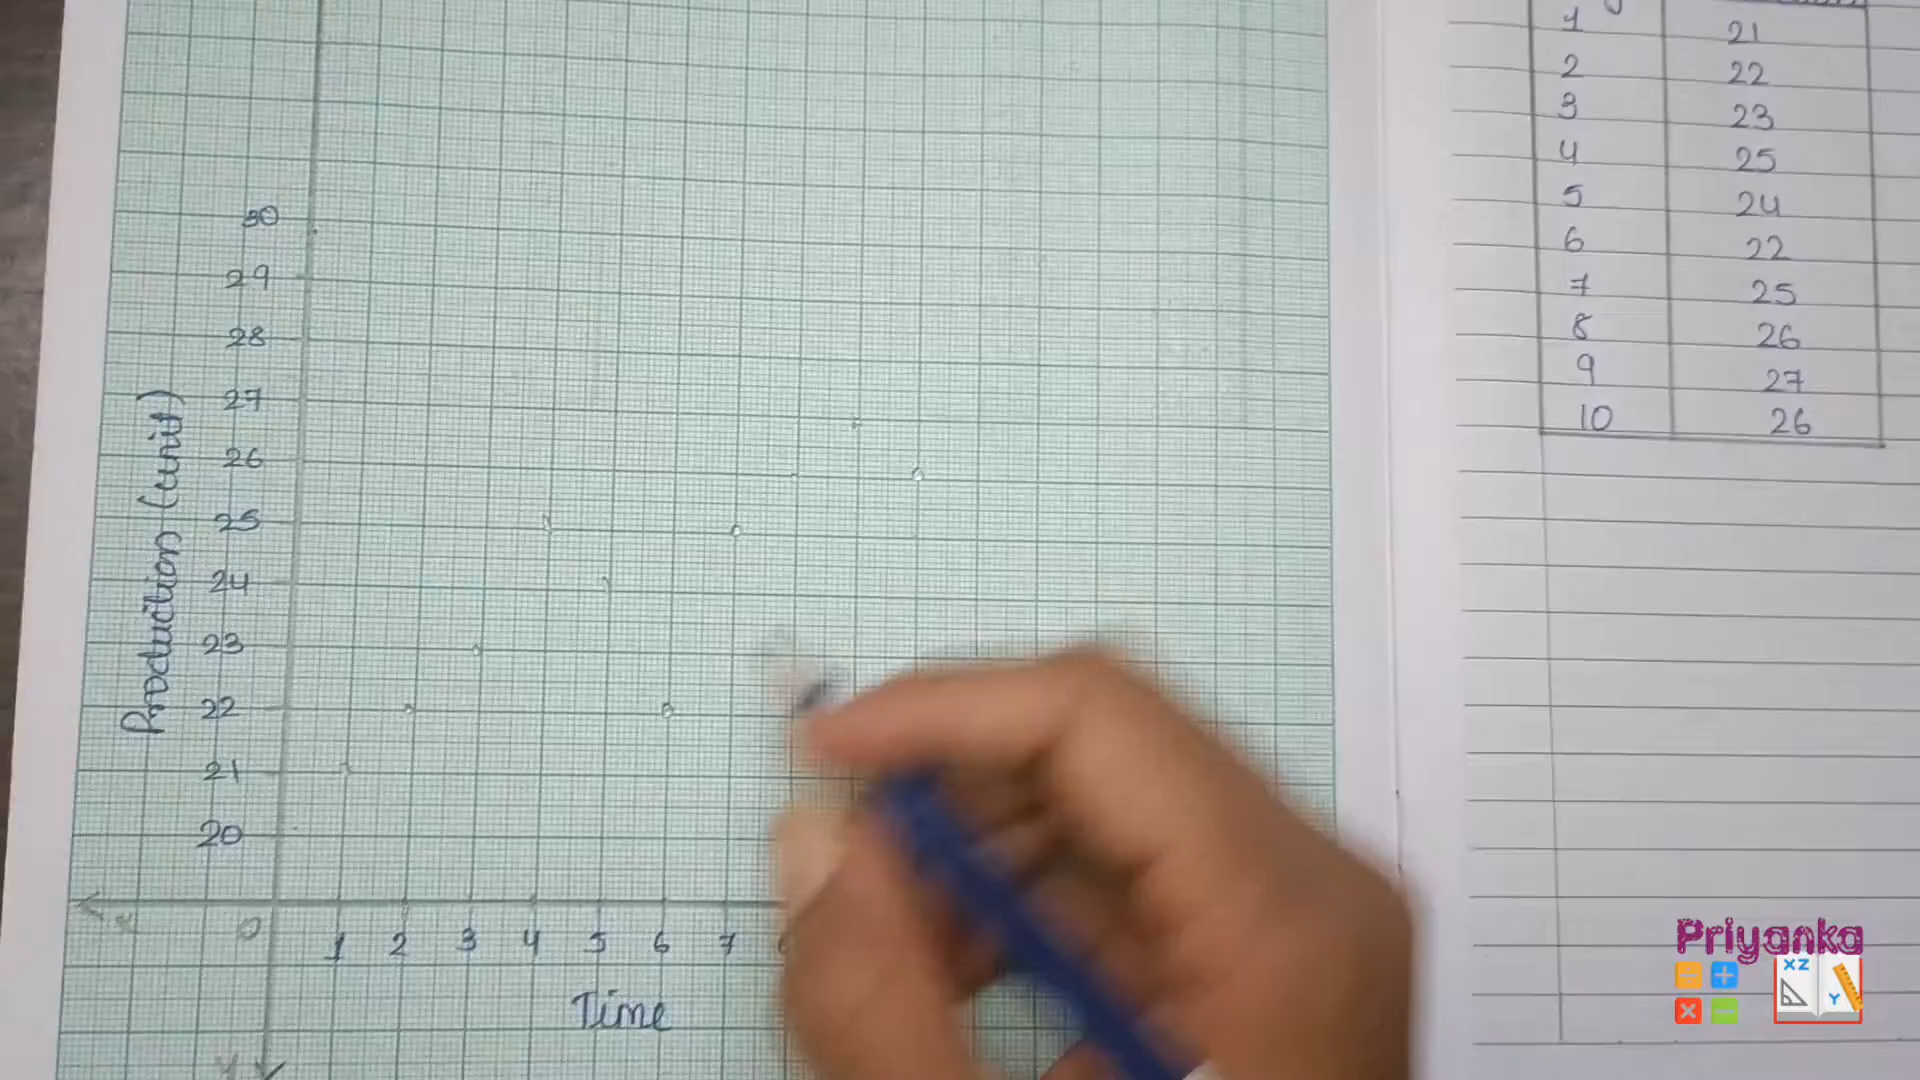 30
29
28
27
26
25
24
23
22
21
20
Production (unit)
0
1 2 3 4 5 6 7
Time
x
y
1 21
2 22
3 23
4 25
5 24
6 22
7 25
8 26
9 27
10 26
Priyanka
XZ
Y